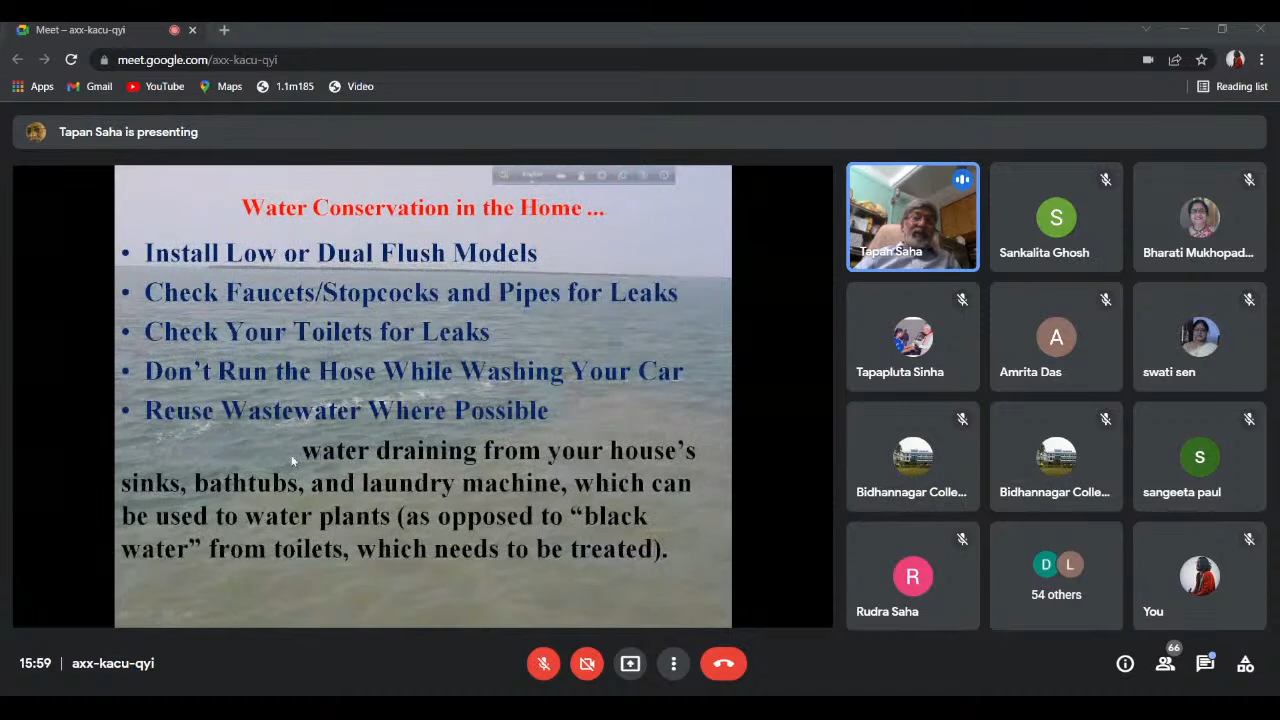 Meet – axx-kacu-qyi
meet.google.com/axx-kacu-qyi
Apps
Gmail
YouTube
Maps
1.1m185
Video
Reading list
Tapan Saha is presenting
Water Conservation in the Home ...
• Install Low or Dual Flush Models
• Check Faucets/Stopcocks and Pipes for Leaks
• Check Your Toilets for Leaks
• Don’t Run the Hose While Washing Your Car
• Reuse Wastewater Where Possible
water draining from your house’s
sinks, bathtubs, and laundry machine, which can
be used to water plants (as opposed to “black
water” from toilets, which needs to be treated).
Tapan Saha
S
Sankalita Ghosh
Bharati Mukhopad...
Tapapluta Sinha
A
Amrita Das
swati sen
Bidhannagar Colle...
Bidhannagar Colle...
S
sangeeta paul
R
Rudra Saha
D
L
54 others
You
15:59 | axx-kacu-qyi
66